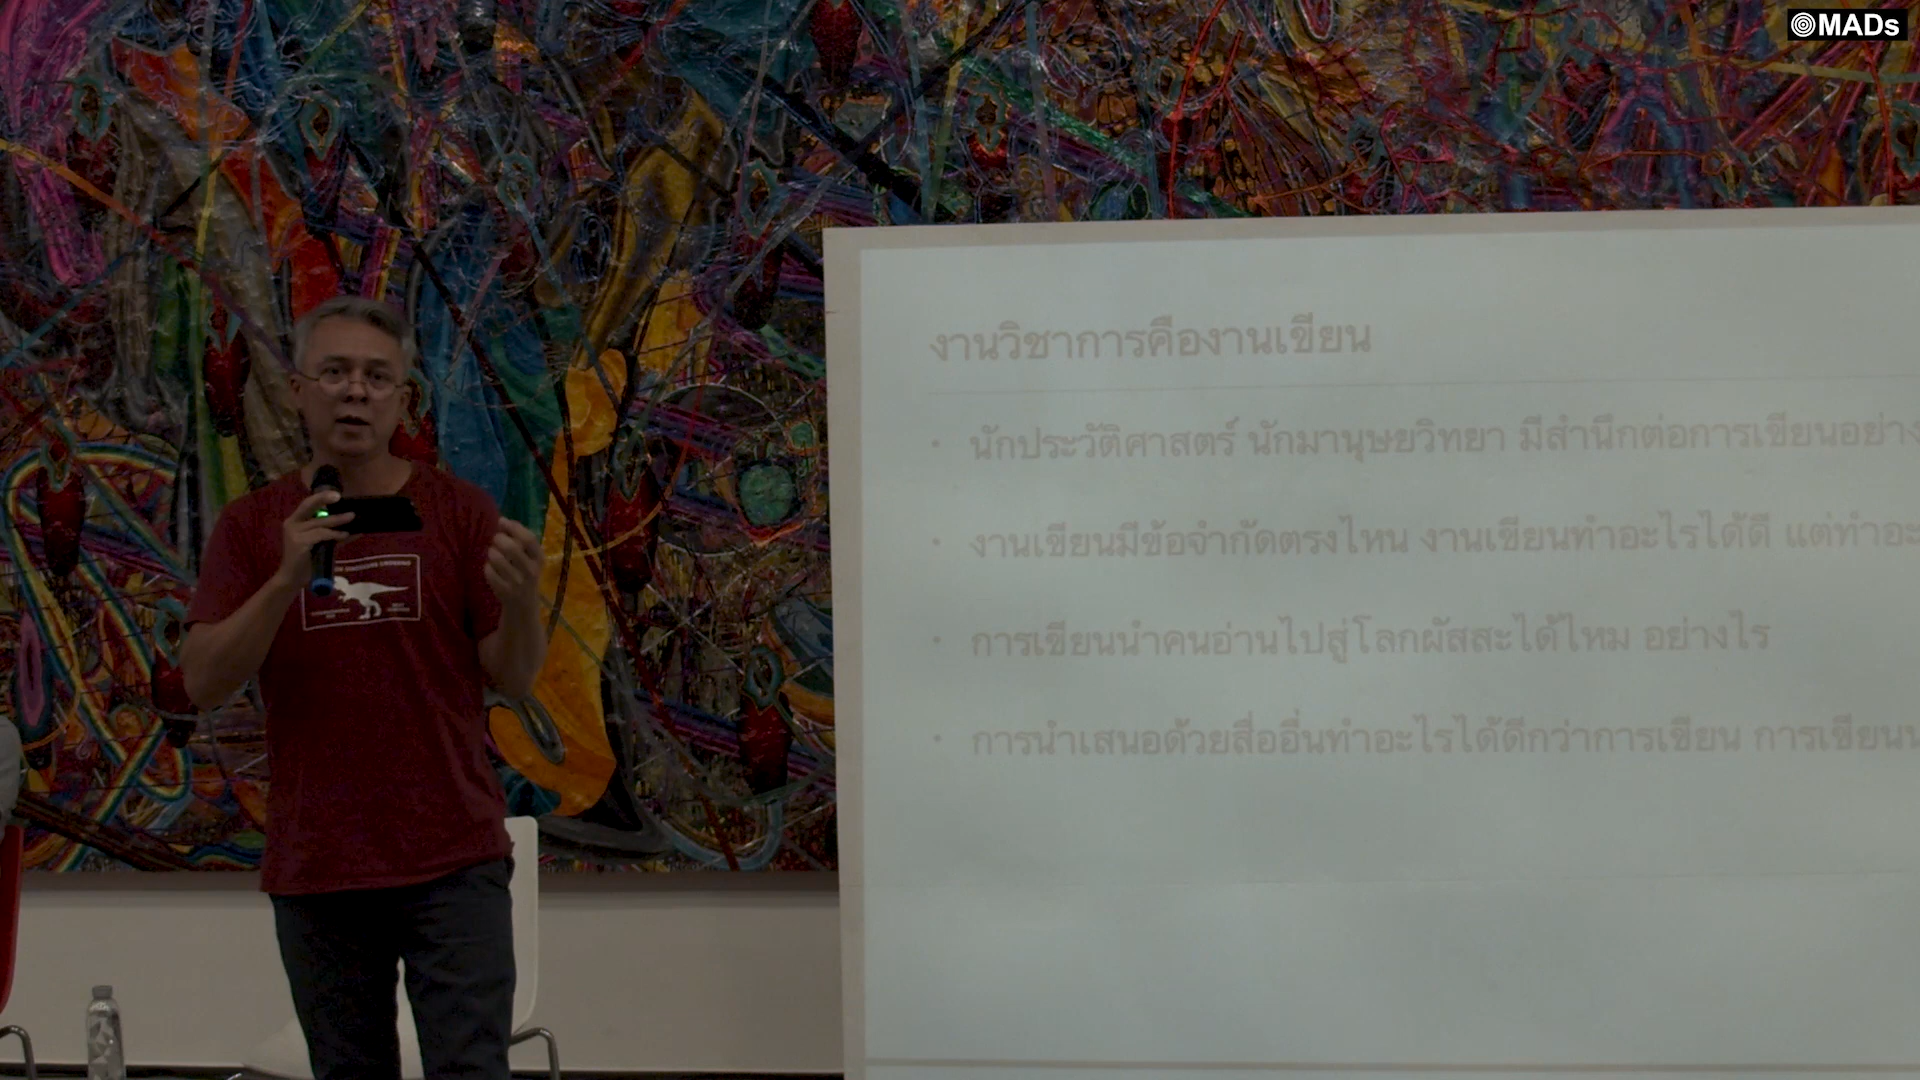 MADs
งานวิชาการคืองานเขียน
• นักประวัติศาสตร์ นักมานุษยวิทยา มีสำนึกต่อการเขียนอย่าง
• งานเขียนมีข้อจำกัดตรงไหน งานเขียนทำอะไรได้ดี แต่ทำอะ
• การเขียนนำคนอ่านไปสู่โลกผัสสะได้ไหม อย่างไร
• การนำเสนอด้วยสื่ออื่นทำอะไรได้ดีกว่าการเขียน การเขียน